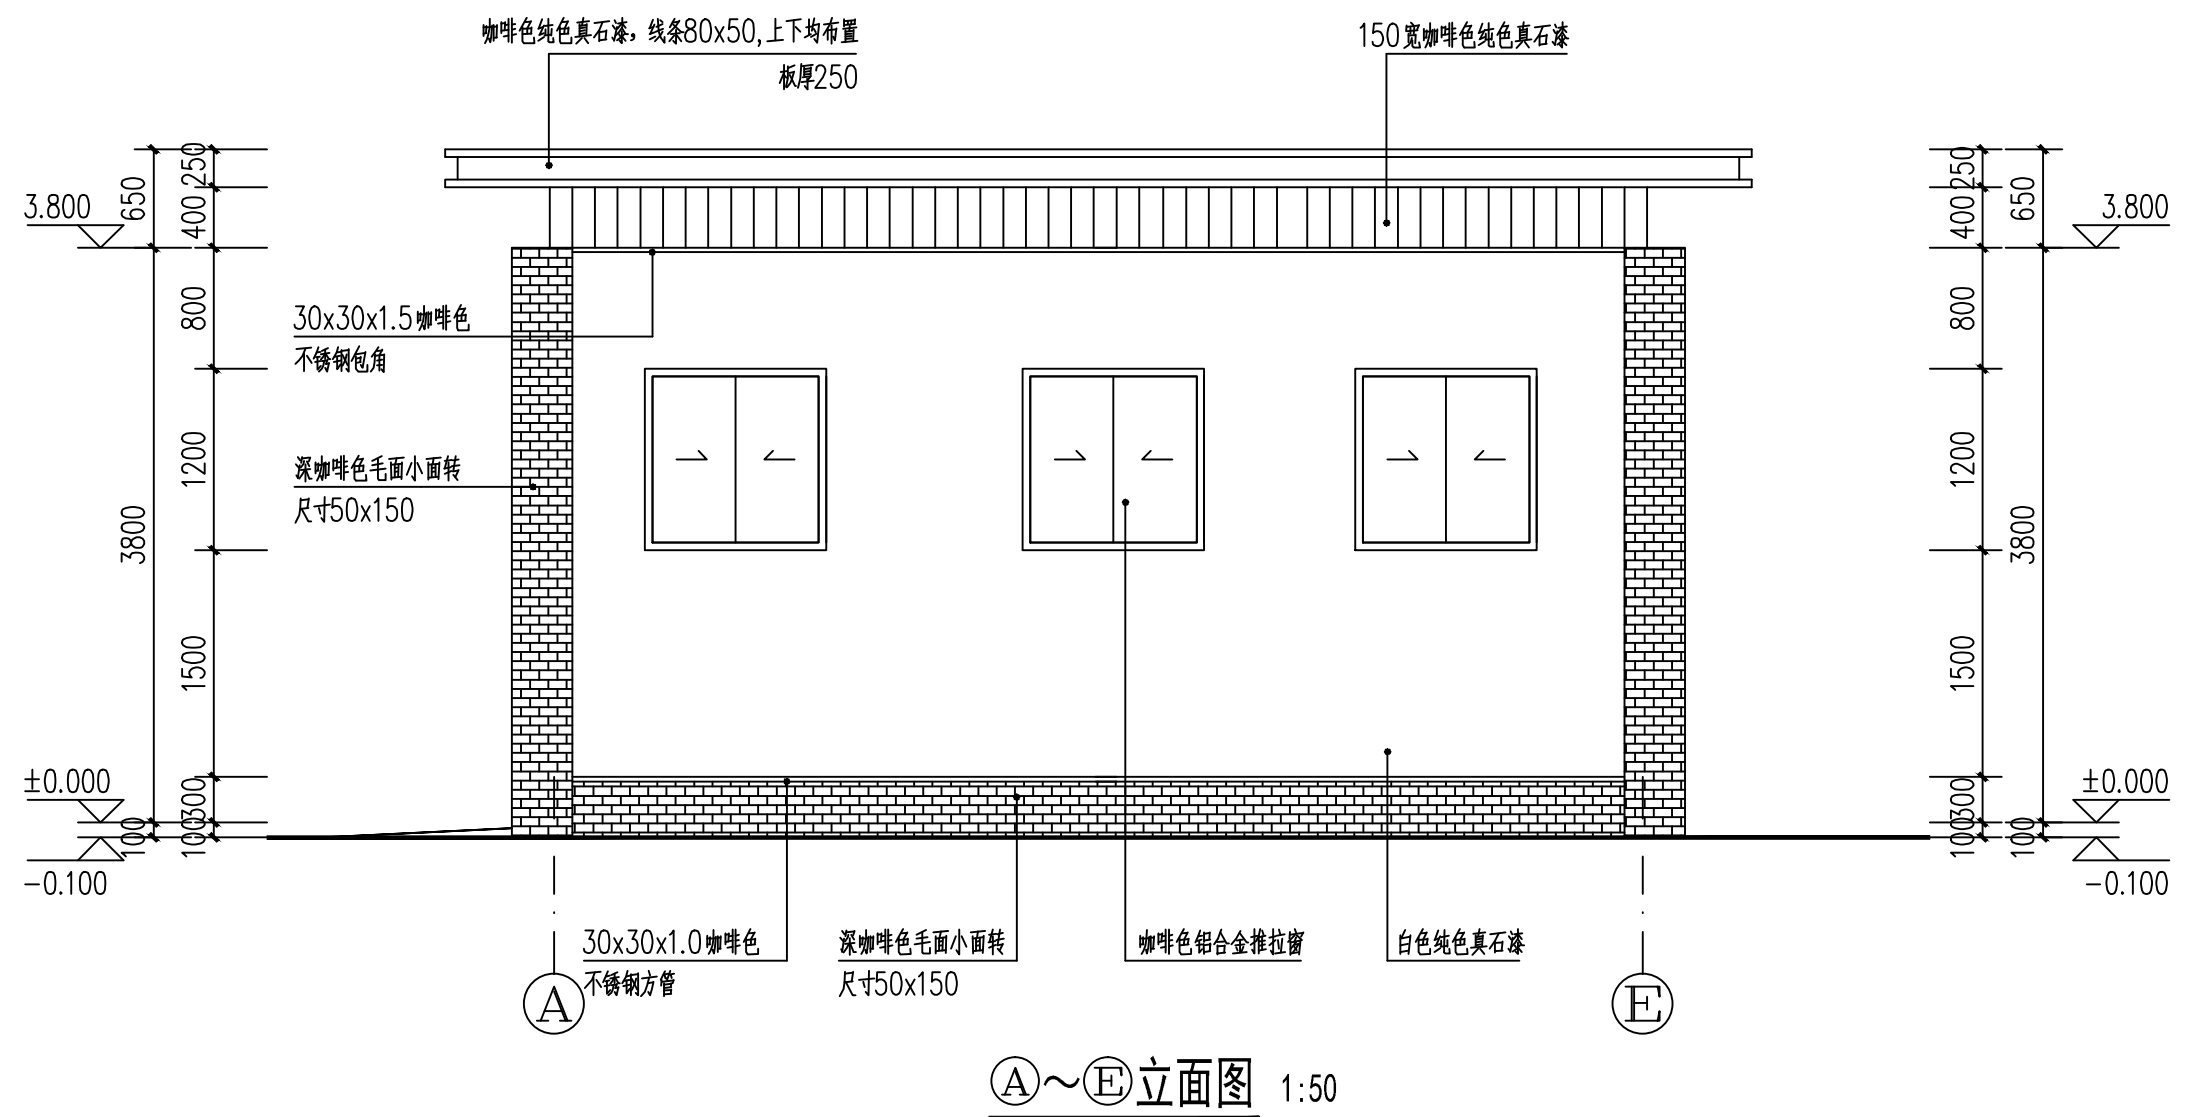 咖啡色纯色真石漆，线条80x50,上下均布置
板厚250
150宽咖啡色纯色真石漆
3.800
3.800
650
250
400
800
1200
3800
1500
300
100
100
250
650
400
800
1200
3800
1500
300
100
100
30x30x1.5咖啡色
不锈钢包角
深咖啡色毛面小面转
尺寸50x150
±0.000
±0.000
-0.100
-0.100
30x30x1.0咖啡色
不锈钢方管
深咖啡色毛面小面转
尺寸50x150
咖啡色铝合金推拉窗
白色纯色真石漆
A
E
A～E立面图 1:50